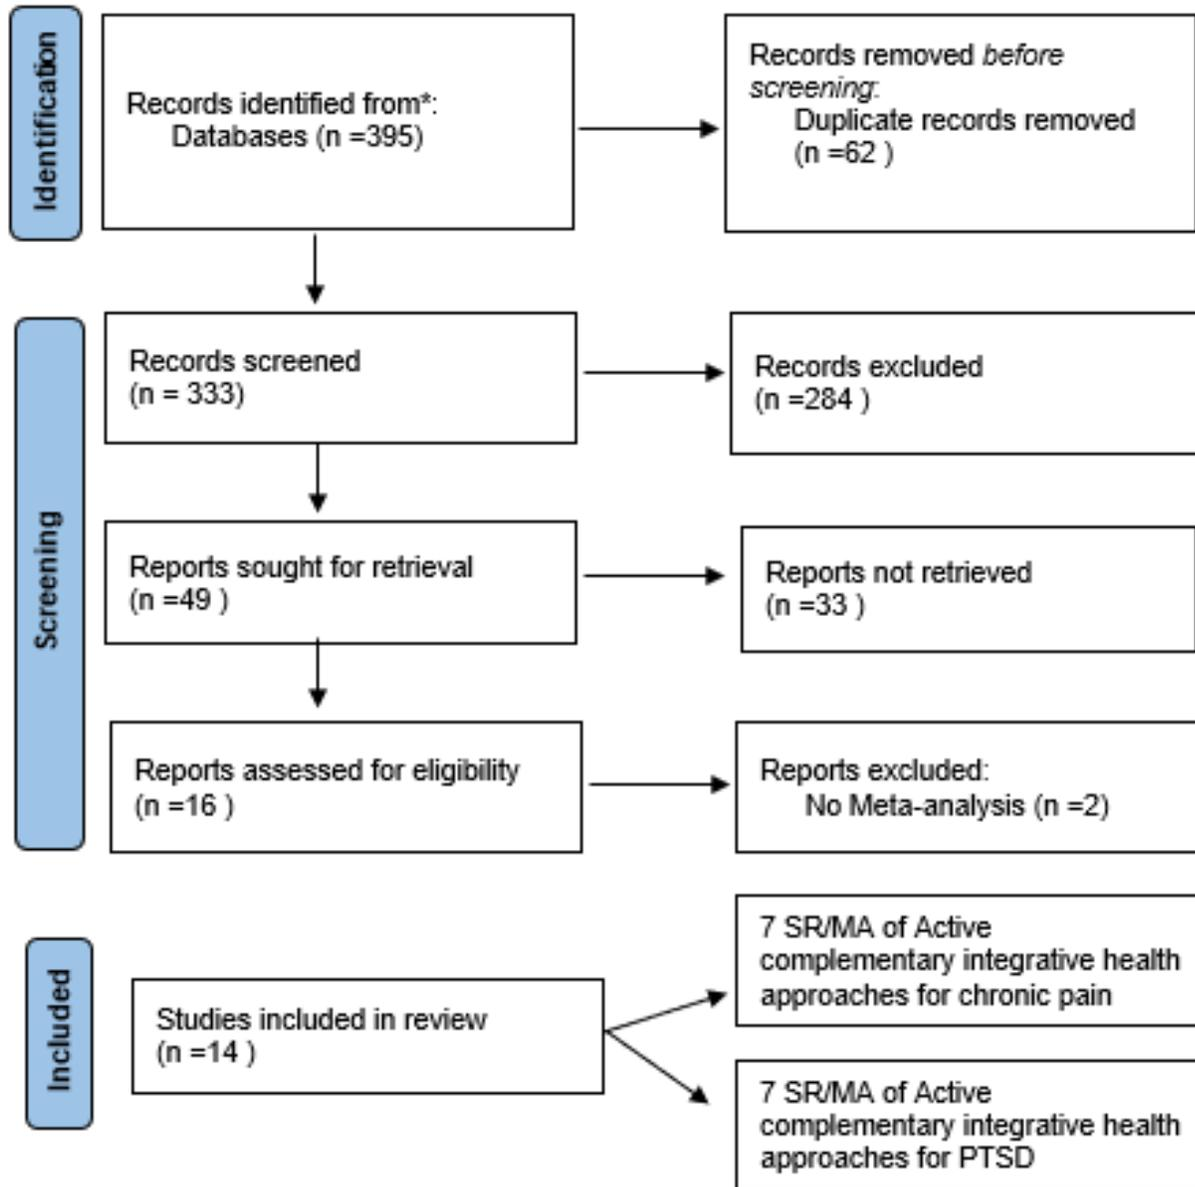 Identification
Records identified from*:
Databases (n =395)
Records removed before
screening:
Duplicate records removed
(n =62 )
Screening
Records screened
(n = 333)
Records excluded
(n =284 )
Reports sought for retrieval
(n =49 )
Reports not retrieved
(n =33 )
Reports assessed for eligibility
(n =16 )
Reports excluded:
No Meta-analysis (n =2)
Included
Studies included in review
(n =14 )
7 SR/MA of Active
complementary integrative health
approaches for chronic pain
7 SR/MA of Active
complementary integrative health
approaches for PTSD